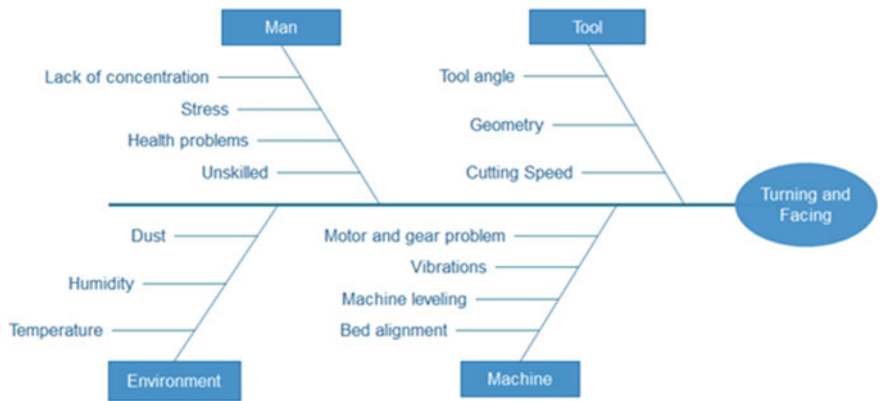 Man
Tool
Lack of concentration
Stress
Health problems
Unskilled
Tool angle
Geometry
Cutting Speed
Turning and
Facing
Dust
Humidity
Temperature
Motor and gear problem
Vibrations
Machine leveling
Bed alignment
Environment
Machine